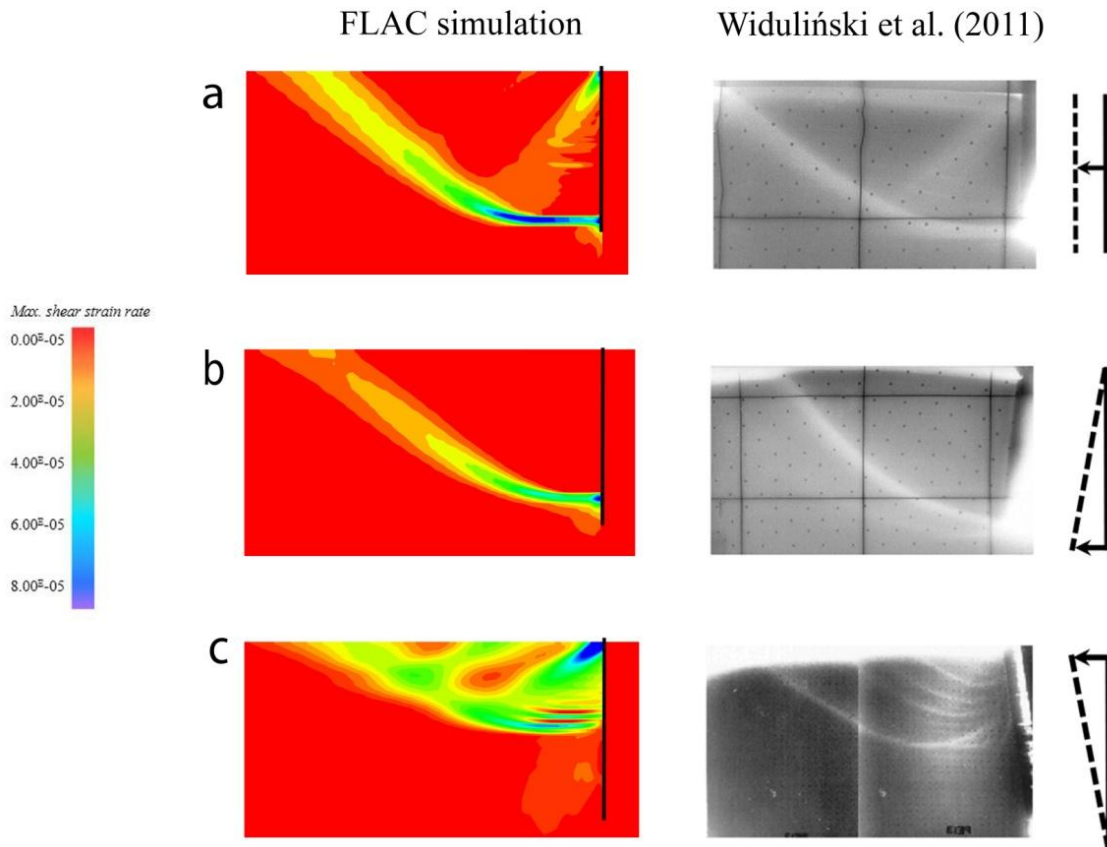 FLAC simulation
Widuliński et al. (2011)
a
Max. shear strain rate
0.00E-05
2.00E-05
4.00E-05
6.00E-05
8.00E-05
b
c